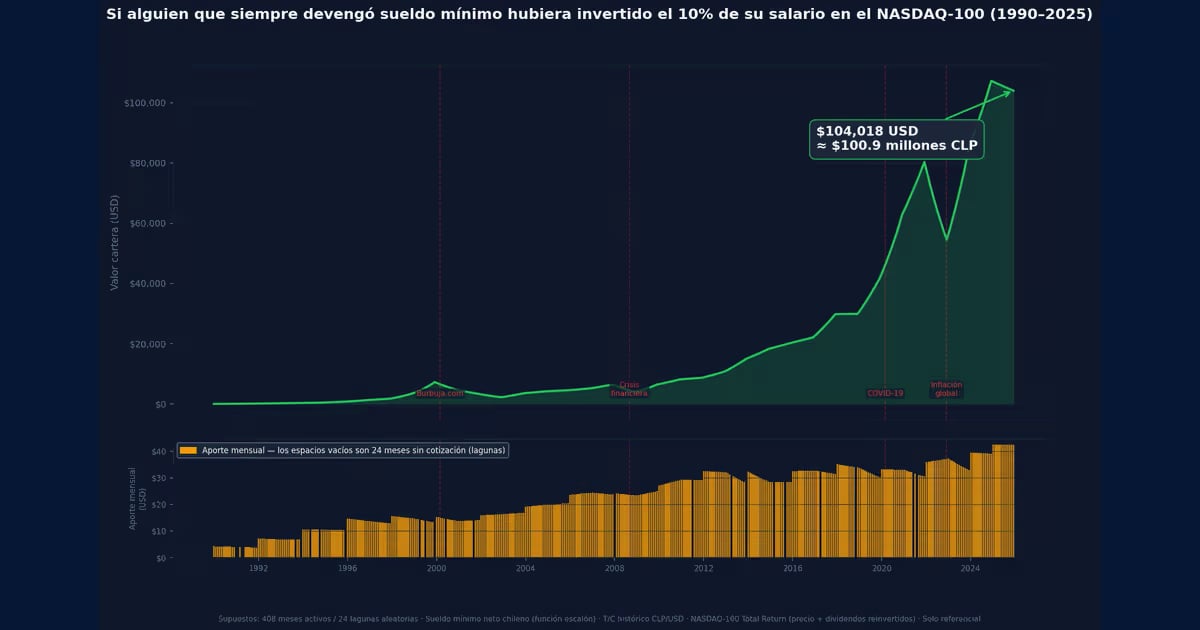 Si alguien que siempre devengó sueldo mínimo hubiera invertido el 10% de su salario en el NASDAQ-100 (1990–2025)
$100,000
$80,000
$60,000
$40,000
$20,000
$0
Valor cartera (USD)
$104,018 USD
≈ $100.9 millones CLP
Burbuja.com
Crisis
financiera
COVID-19
Inflación
global
Aporte mensual — los espacios vacíos son 24 meses sin cotización (lagunas)
$40
$30
$20
$10
$0
Aporte mensual
(USD)
1992
1996
2000
2004
2008
2012
2016
2020
2024
Supuestos: 408 meses activos / 24 lagunas aleatorias · Sueldo mínimo neto chileno (función escalón) · T/C histórico CLP/USD · NASDAQ-100 Total Return (precio + dividendos reinvertidos) · Solo referencial